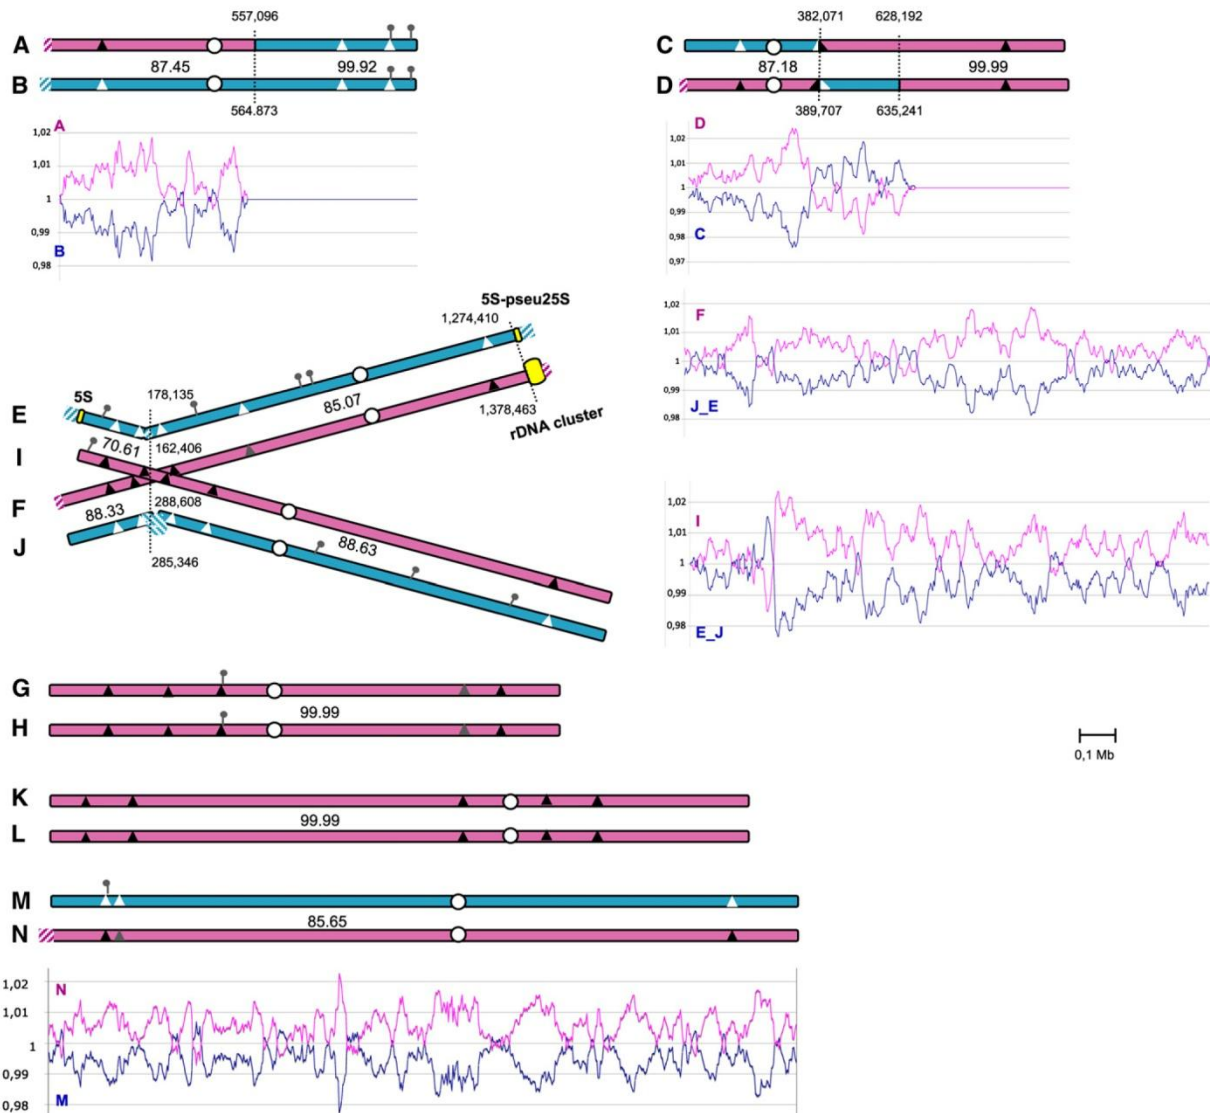 557,096
A
87.45 99.92
B
564.873
A
1,02
1,01
1
0,99
0,98
B
382,071 628,192
C
87.18 99.99
D
389,707 635,241
D
1,02
1,01
1
0,99
0,98
0,97
C
5S-pseu25S
1,274,410
5S
178,135
E
85.07
1,378,463
rDNA cluster
70.61
162,406
I
F
88.33
288,608
J
88.63
285,346
1,02
F
1,01
1
0,99
J_E
0,98
1,02
I
1,01
1
0,99
0,98
E_J
G
99.99
H
0,1 Mb
K
99.99
L
M
85.65
N
1,02
N
1,01
1
0,99
M
0,98